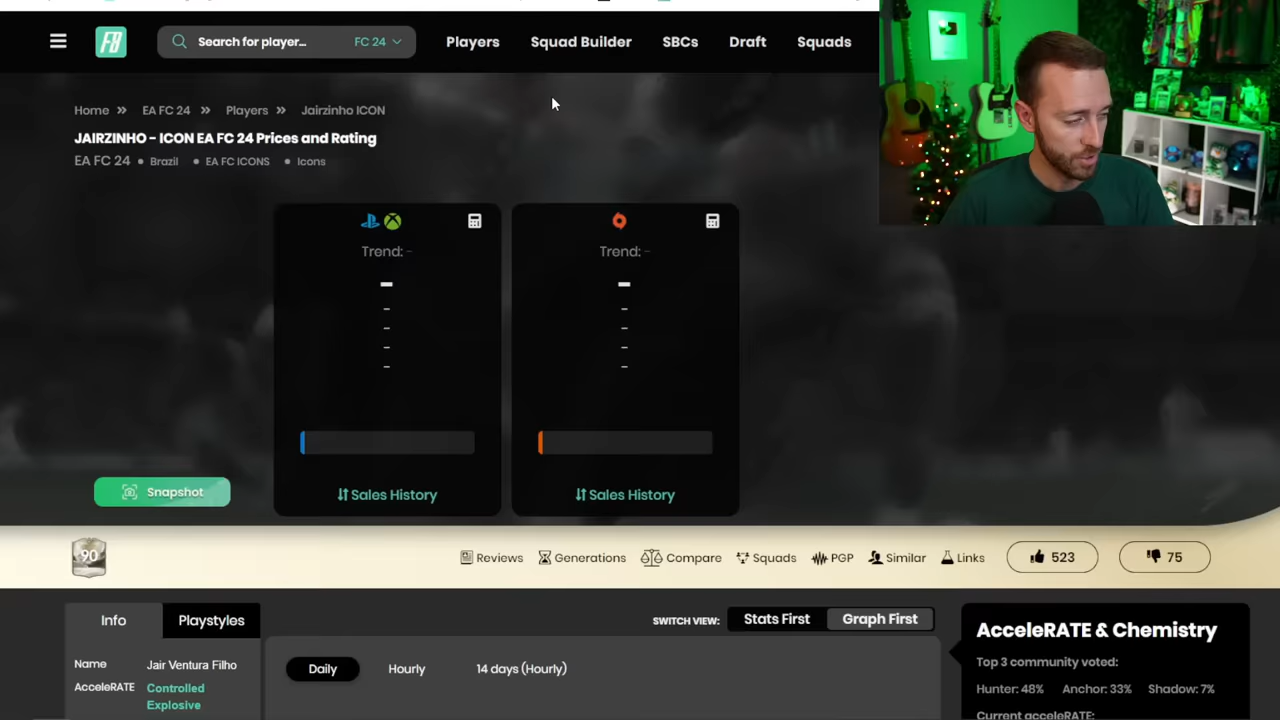 FB
Search for player...
FC 24
Players
Squad Builder
SBCs
Draft
Squads
Home » EA FC 24 » Players » Jairzinho ICON
JAIRZINHO - ICON EA FC 24 Prices and Rating
EA FC 24 • Brazil • EA FC ICONS • Icons
Trend: -
Trend: -
-
-
-
-
-
-
-
-
-
-
Sales History
Sales History
Snapshot
90
Reviews
Generations
Compare
Squads
PGP
Similar
Links
523
75
Info
Playstyles
SWITCH VIEW:
Stats First
Graph First
Name
Jair Ventura Filho
AcceleRATE
Controlled
Explosive
Daily
Hourly
14 days (Hourly)
AcceleRATE & Chemistry
Top 3 community voted:
Hunter: 48%
Anchor: 33%
Shadow: 7%
Current acceleRATE: